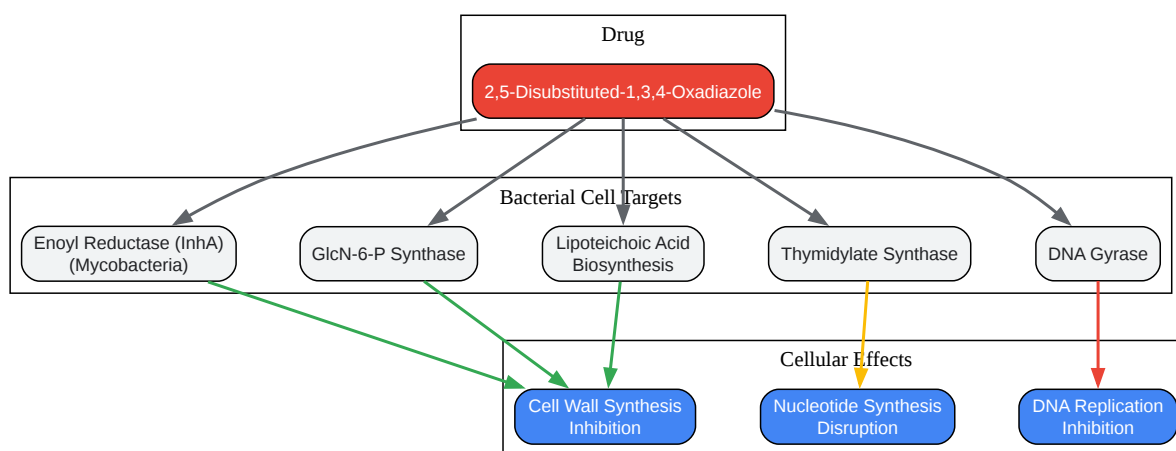 Drug
2,5-Disubstituted-1,3,4-Oxadiazole
Bacterial Cell Targets
Enoyl Reductase (InhA)
(Mycobacteria)
GlcN-6-P Synthase
Lipoteichoic Acid
Biosynthesis
Thymidylate Synthase
DNA Gyrase
Cellular Effects
Cell Wall Synthesis
Inhibition
Nucleotide Synthesis
Disruption
DNA Replication
Inhibition